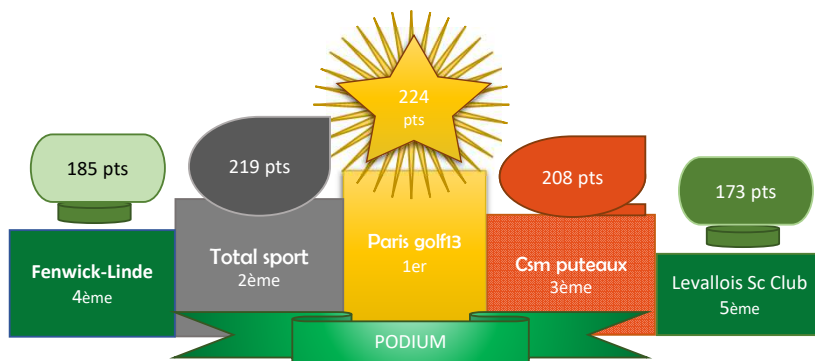 224
pts
185 pts
219 pts
208 pts
173 pts
Fenwick-Linde
4ème
Total sport
2ème
Paris golf13
1er
Csm puteaux
3ème
Levallois Sc Club
5ème
PODIUM